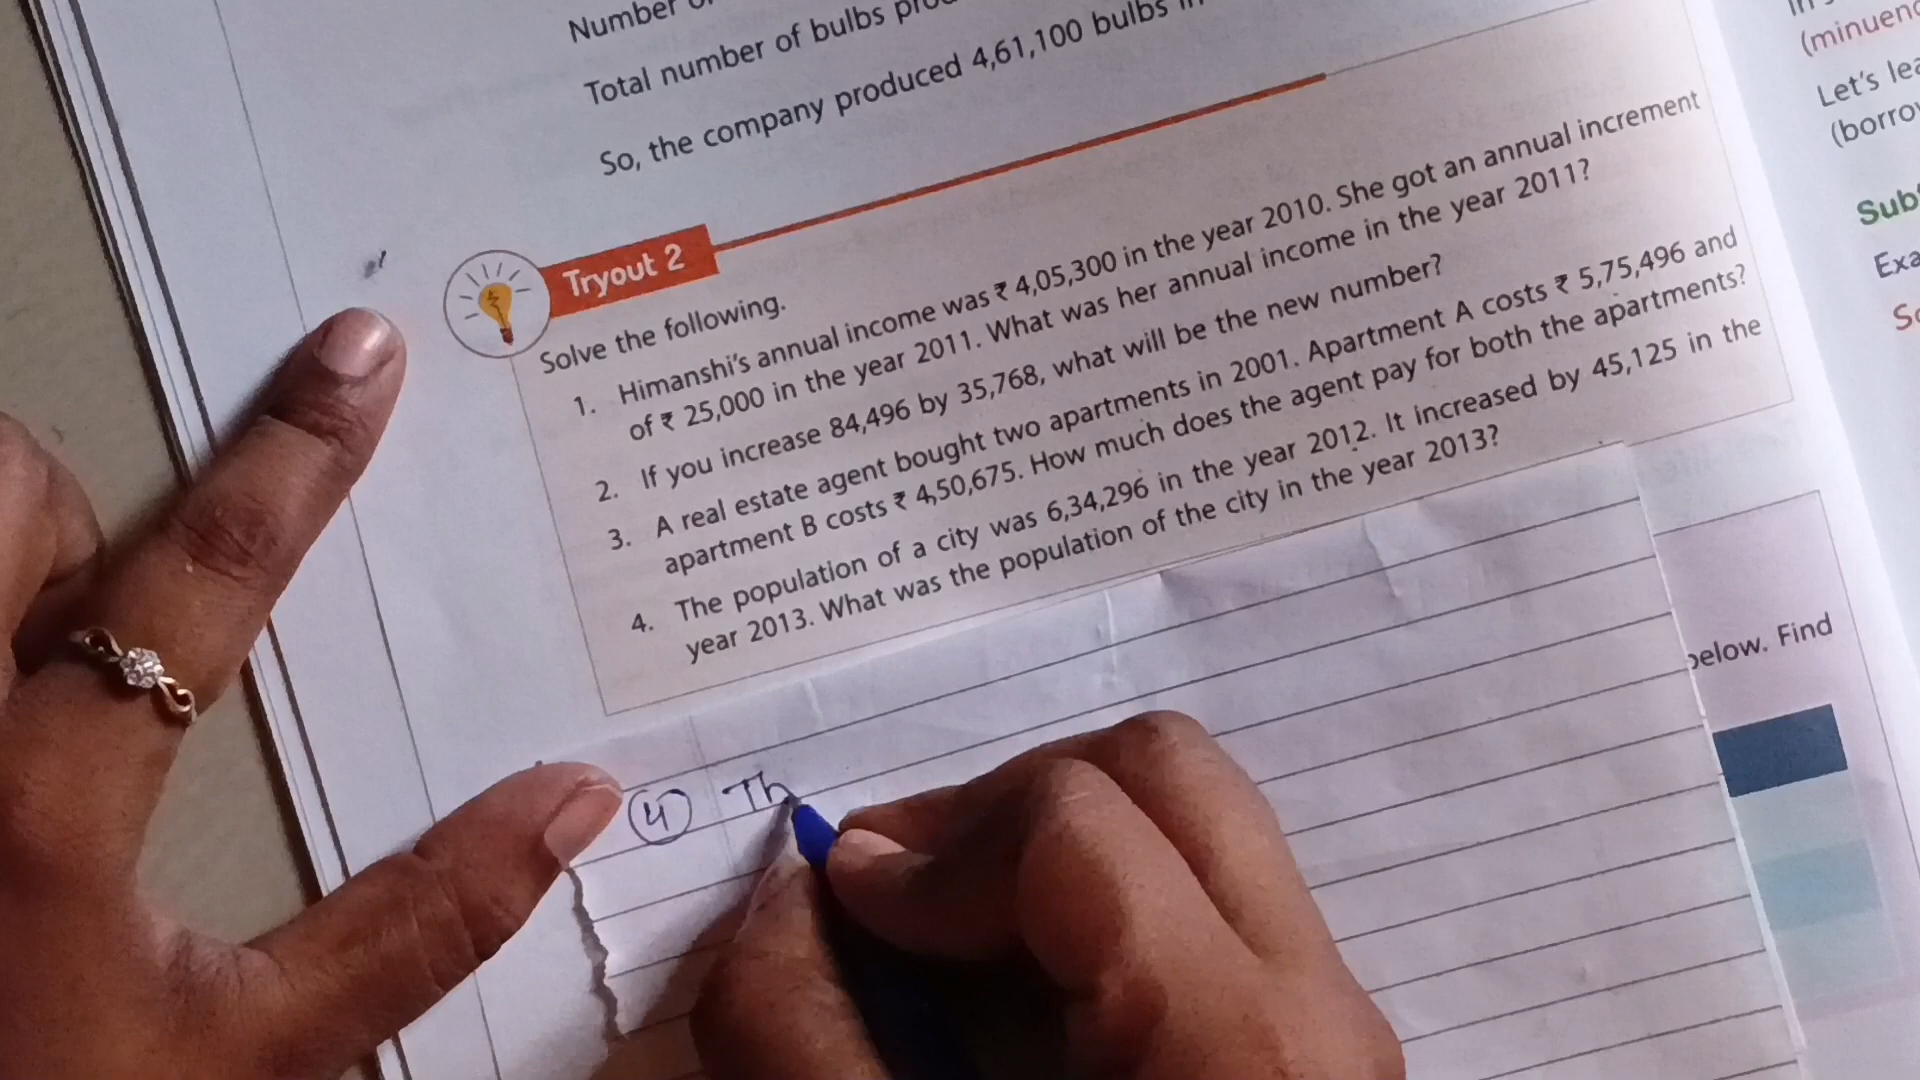 Number
Total number of bulbs
So, the company produced 4,61,100 bulbs
Tryout 2
Solve the following.
1. Himanshi's annual income was ₹ 4,05,300 in the year 2010. She got an annual increment
of ₹ 25,000 in the year 2011. What was her annual income in the year 2011?
2. If you increase 84,496 by 35,768, what will be the new number?
3. A real estate agent bought two apartments in 2001. Apartment A costs ₹ 5,75,496 and
apartment B costs ₹ 4,50,675. How much does the agent pay for both the apartments?
4. The population of a city was 6,34,296 in the year 2012. It increased by 45,125 in the
year 2013. What was the population of the city in the year 2013?
below. Find
4 Th
(minuend
Let's